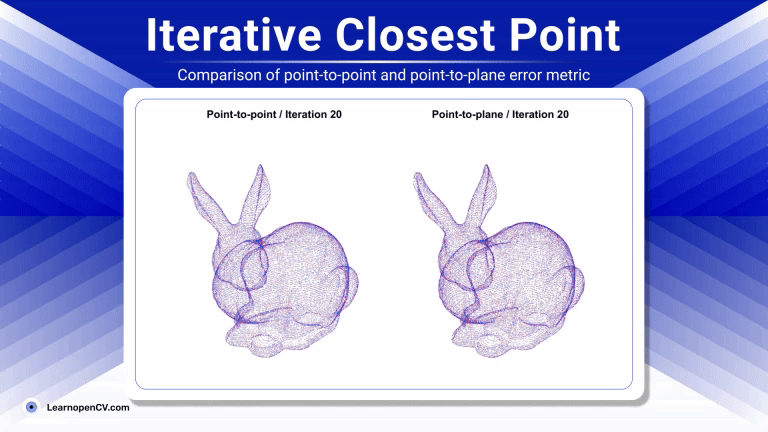 Iterative Closest Point
Comparison of point-to-point and point-to-plane error metric
Point-to-point / Iteration 20
Point-to-plane / Iteration 20
LearnopenCV.com